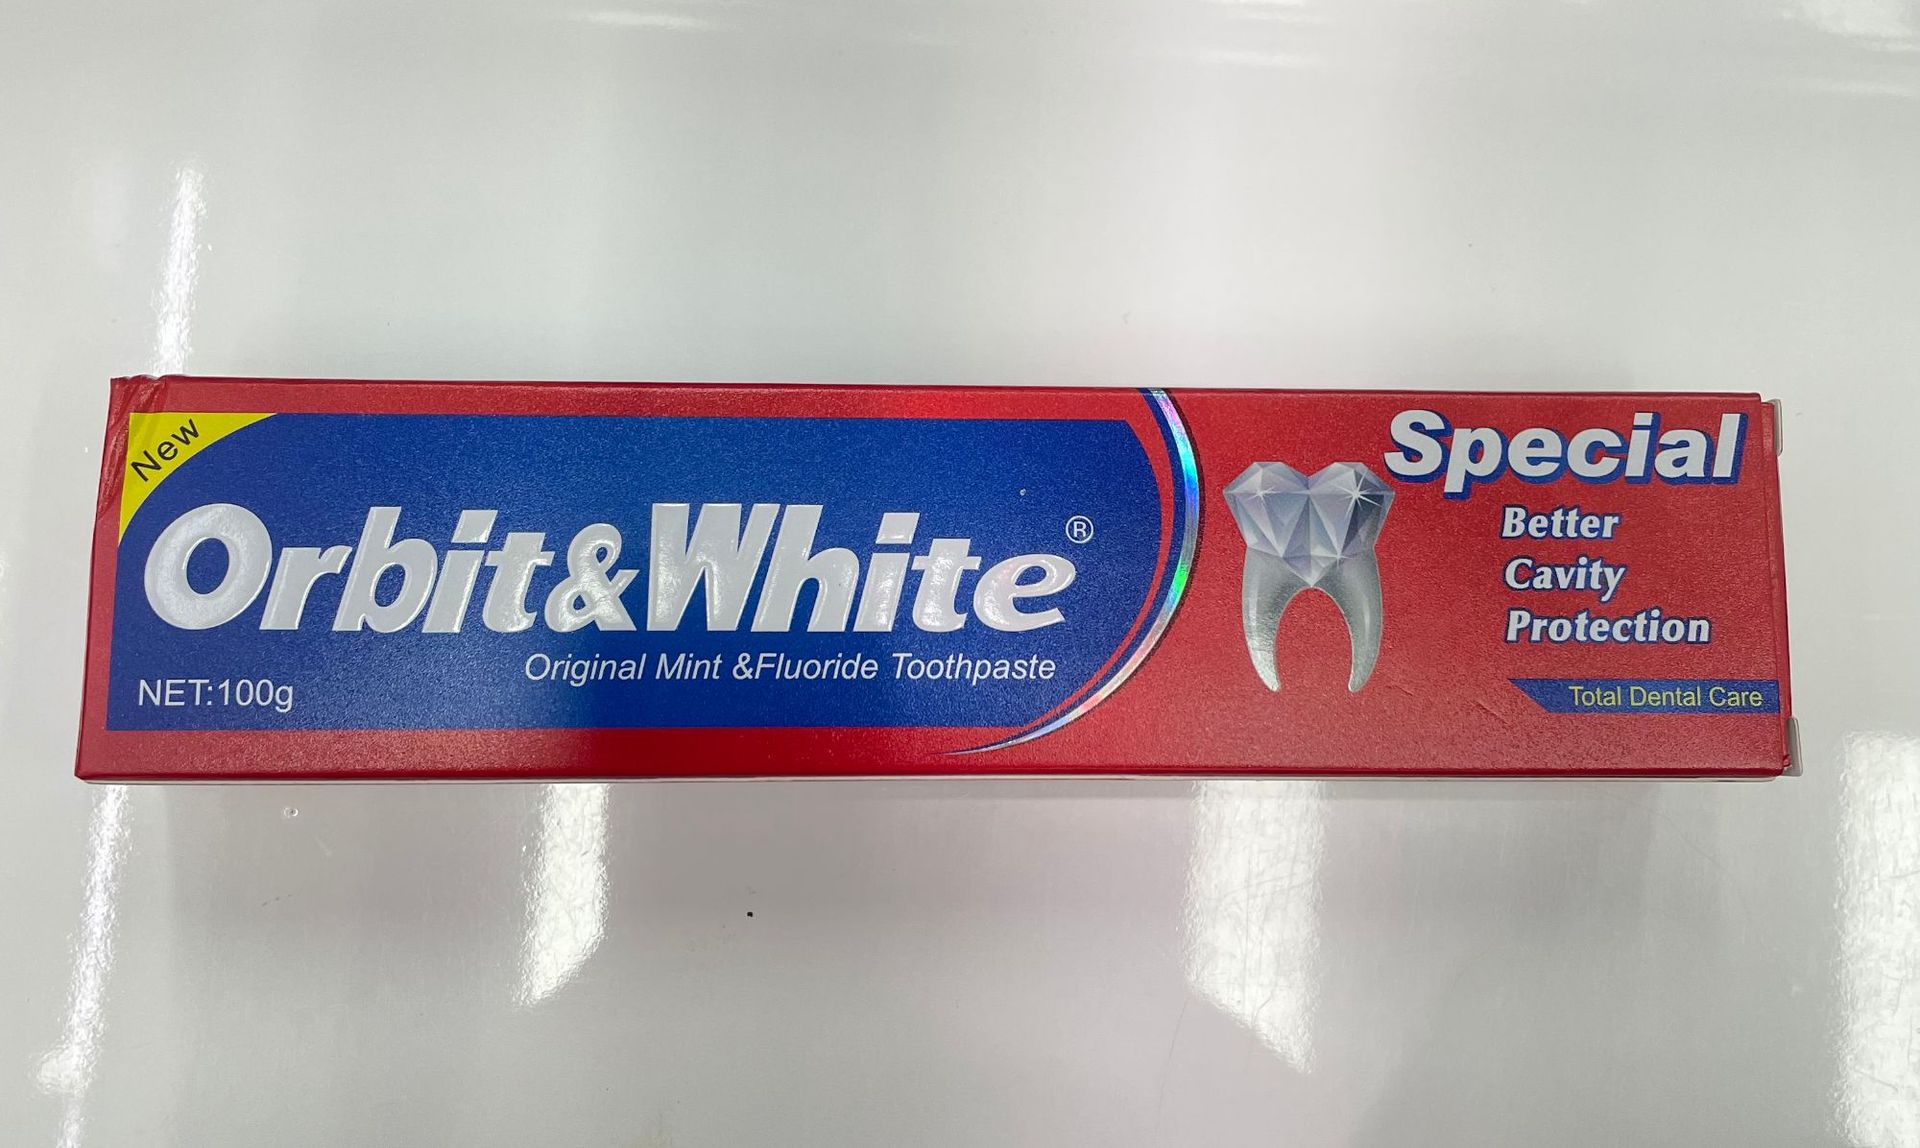 New
Orbit&White®
Original Mint &Fluoride Toothpaste
NET:100g
Special
Better
Cavity
Protection
Total Dental Care